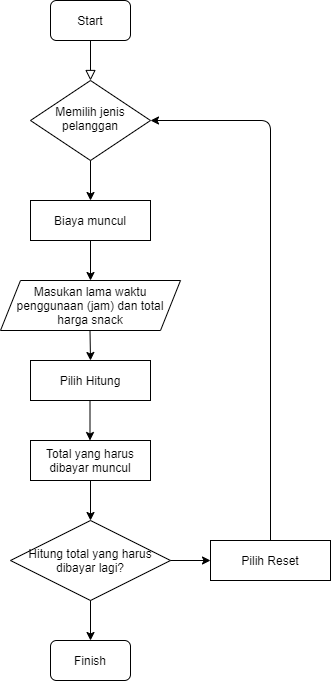 Start
Memilih jenis
pelanggan
Biaya muncul
Masukan lama waktu
penggunaan (jam) dan total
harga snack
Pilih Hitung
Total yang harus
dibayar muncul
Hitung total yang harus
dibayar lagi?
Pilih Reset
Finish